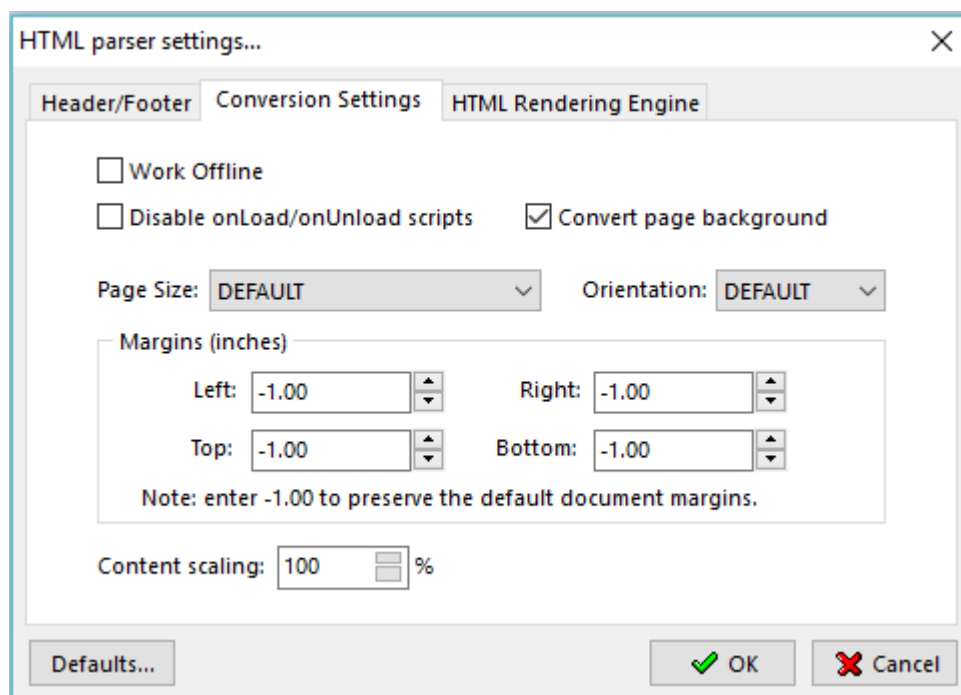 HTML parser settings...
Header/Footer Conversion Settings HTML Rendering Engine
Work Offline
Disable onLoad/onUnload scripts Convert page background
Page Size: DEFAULT Orientation: DEFAULT
Margins (inches)
Left: -1.00 Right: -1.00
Top: -1.00 Bottom: -1.00
Note: enter -1.00 to preserve the default document margins.
Content scaling: 100 %
Defaults... OK Cancel